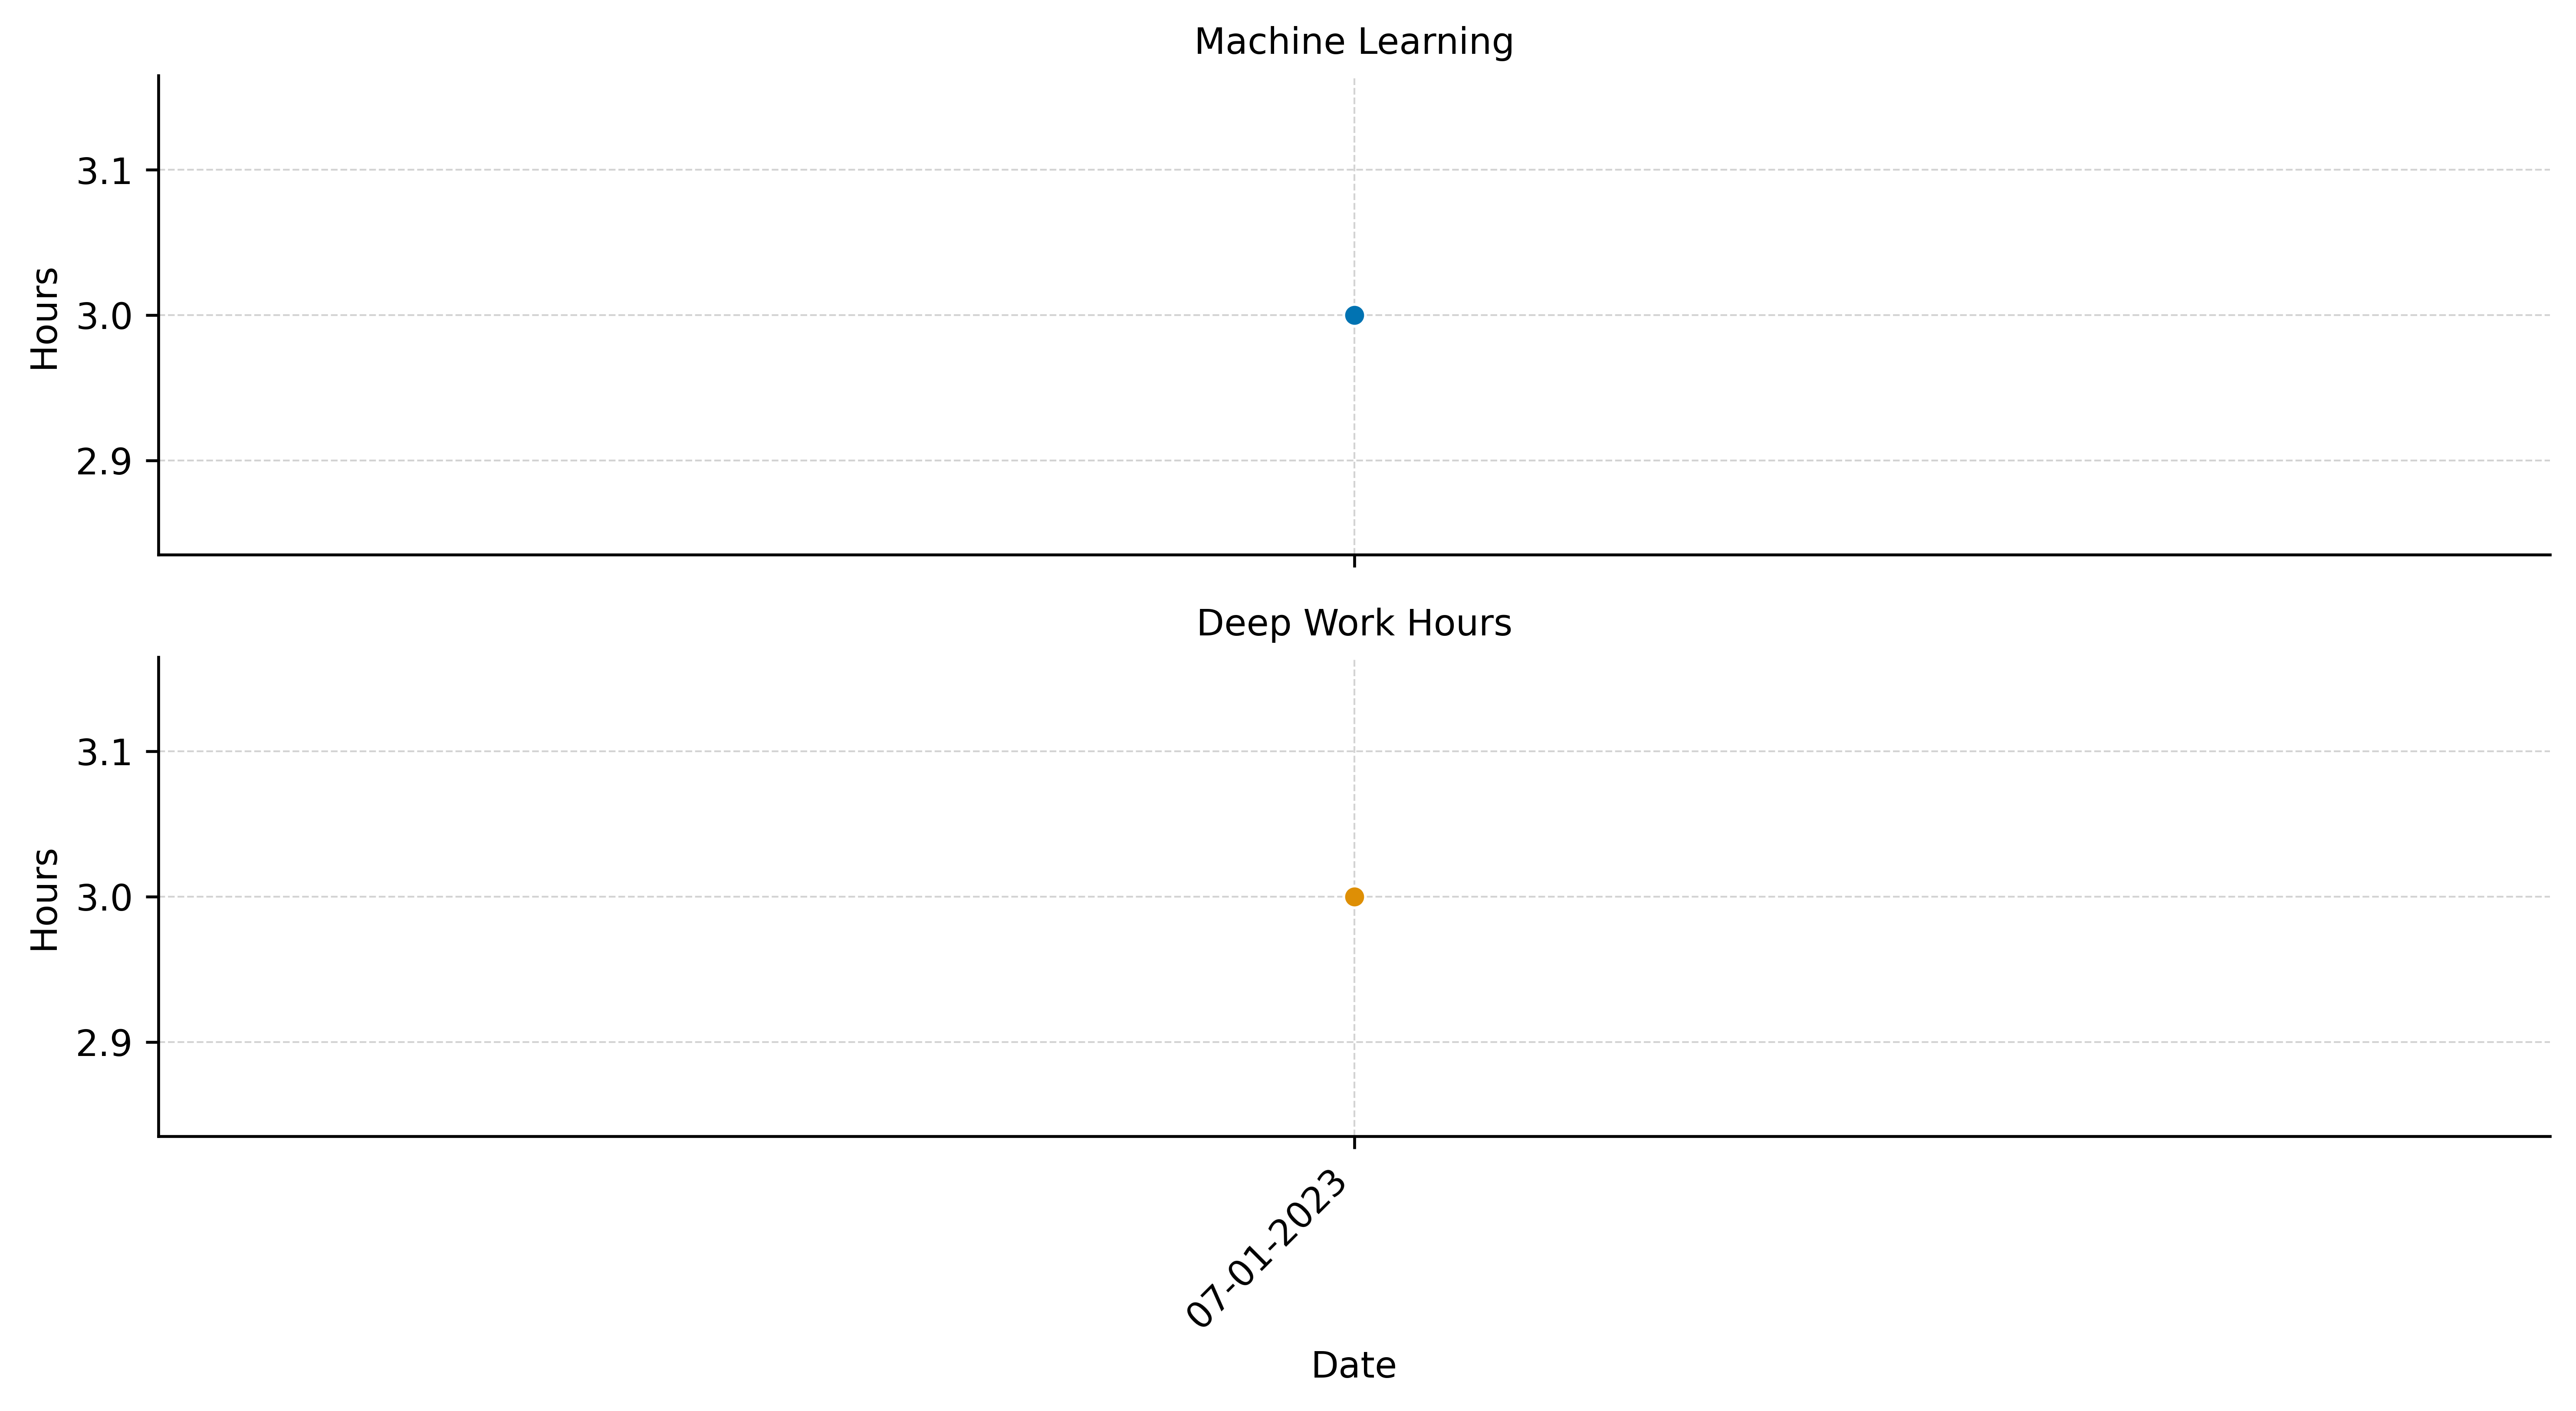 Machine Learning
Hours
3.1
3.0
2.9
Deep Work Hours
Hours
3.1
3.0
2.9
07-01-2023
Date